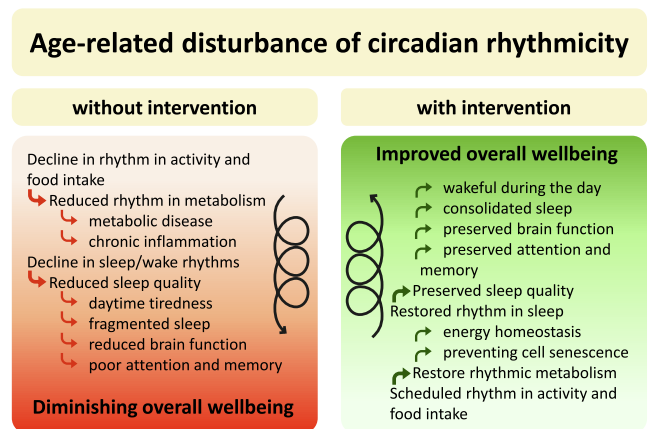 Age-related disturbance of circadian rhythmicity
without intervention
Decline in rhythm in activity and
food intake
Reduced rhythm in metabolism
metabolic disease
chronic inflammation
Decline in sleep/wake rhythms
Reduced sleep quality
daytime tiredness
fragmented sleep
reduced brain function
poor attention and memory
Diminishing overall wellbeing
with intervention
Improved overall wellbeing
wakeful during the day
consolidated sleep
preserved brain function
preserved attention and
memory
Preserved sleep quality
Restored rhythm in sleep
energy homeostasis
preventing cell senescence
Restore rhythmic metabolism
Scheduled rhythm in activity and
food intake